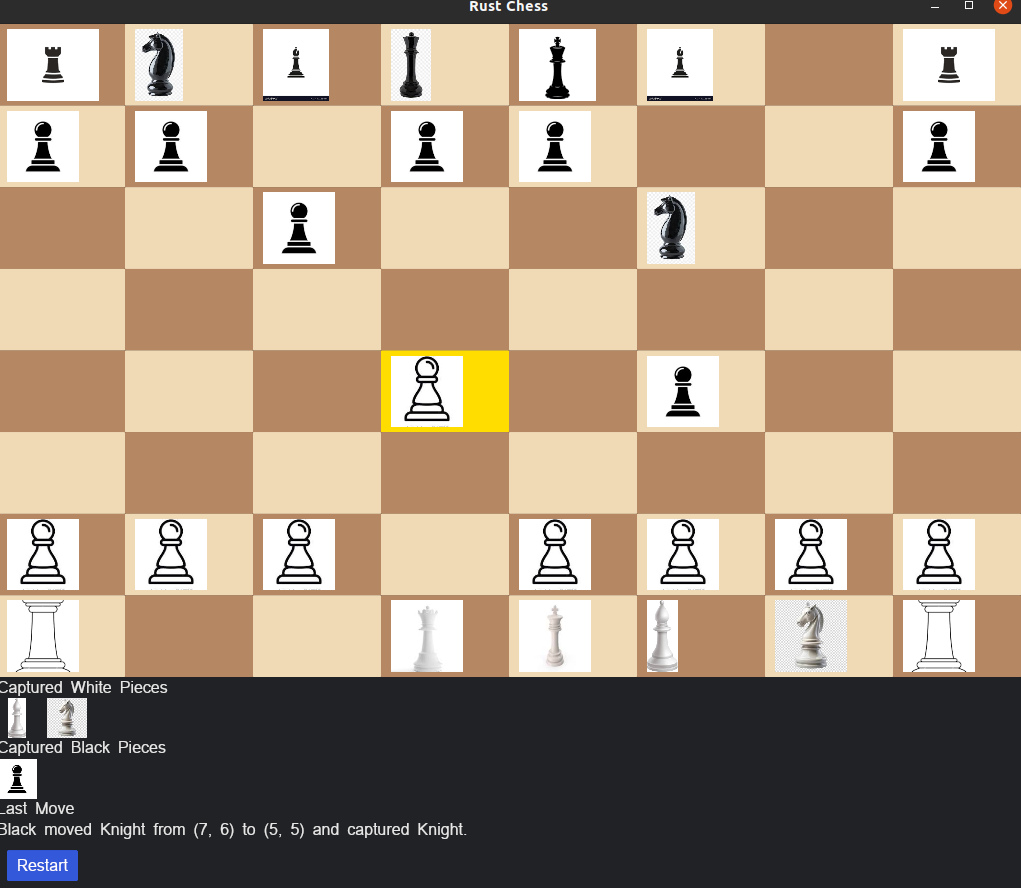 Rust Chess
Captured White Pieces
Captured Black Pieces
Last Move
Black moved Knight from (7, 6) to (5, 5) and captured Knight.
Restart